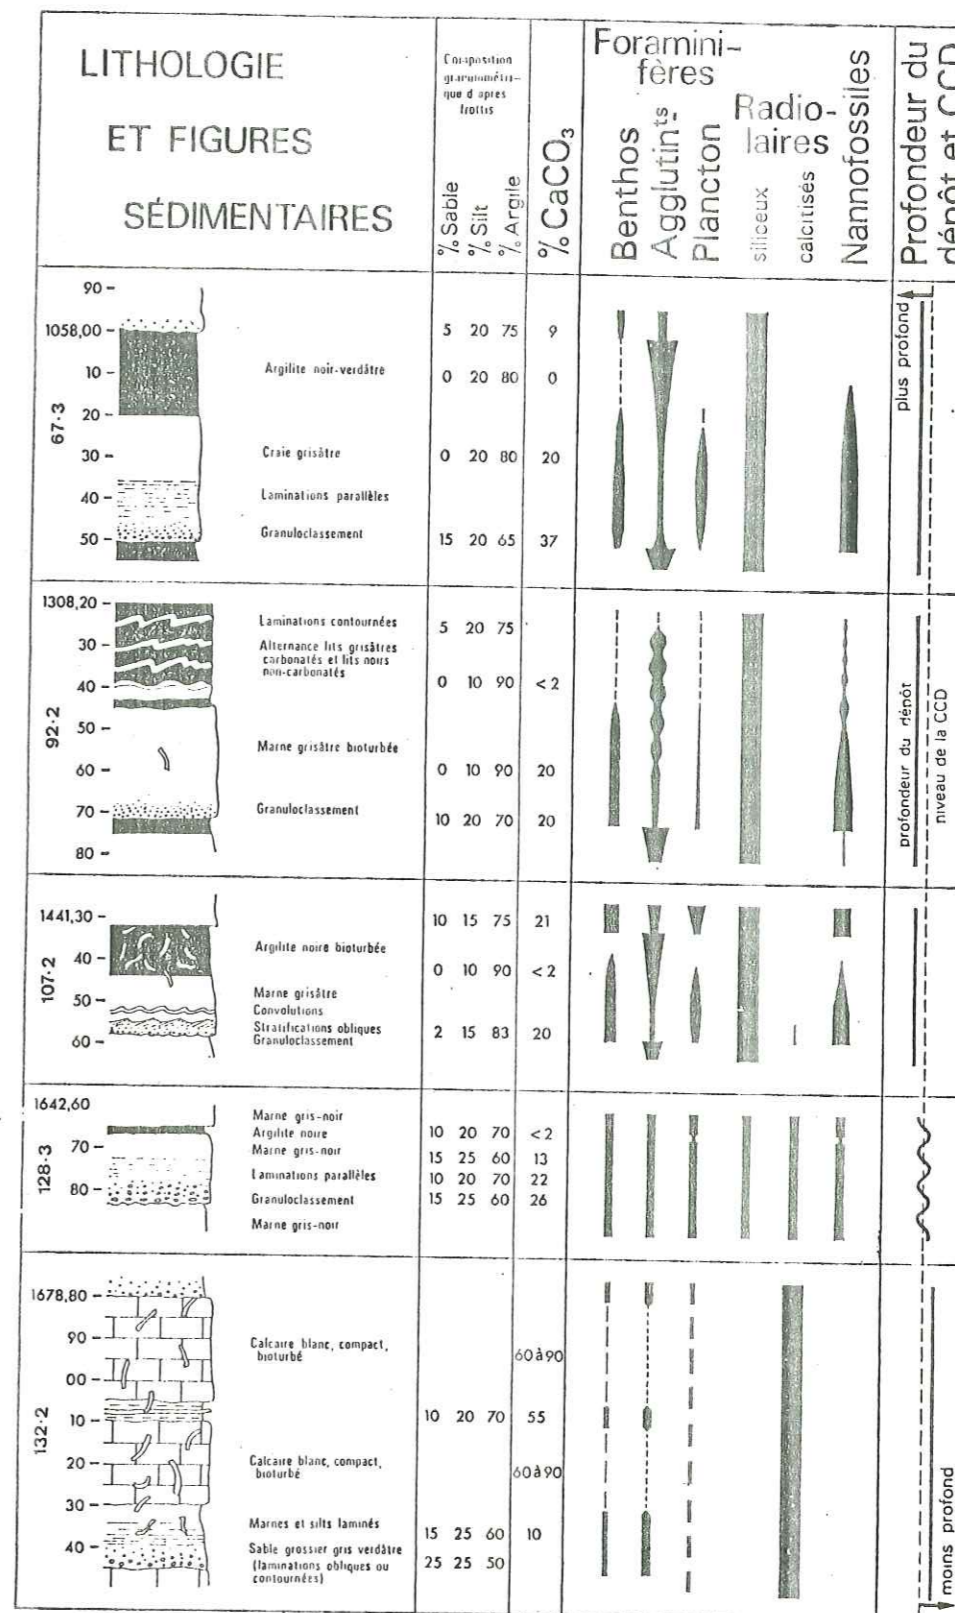 LITHOLOGIE
ET FIGURES
SÉDIMENTAIRES
Composition
granulométri-
que d'apres
frottis
% Sable
% Silt
% Argile
% CaCO3
Foramini-
fères
Benthos
Agglutin.ts
Plancton
Radio-
laires
siliceux
calcitisés
Nannofossiles
Profondeur du
dépôt et CCD
67·3
90 -
1058,00 -
10 -
20 -
30 -
40 -
50 -
Argilite noir-verdâtre
Craie grisâtre
Laminations parallèles
Granuloclassement
5 20 75 9
0 20 80 0
0 20 80 20
15 20 65 37
plus profond
92·2
1308,20 -
30 -
40 -
50 -
60 -
70 -
80 -
Laminations contournées
Alternance lits grisâtres
carbonatés et lits noirs
non-carbonatés
Marne grisâtre bioturbée
Granuloclassement
5 20 75
0 10 90 <2
0 10 90 20
10 20 70 20
profondeur du dépôt
niveau de la CCD
107·2
1441,30 -
40 -
50 -
60 -
Argilite noire bioturbée
Marne grisâtre
Convolutions
Stratifications obliques
Granuloclassement
10 15 75 21
0 10 90 <2
2 15 83 20
128·3
1642,60
70 -
80 -
Marne gris-noir
Argilite noire
Marne gris-noir
Laminations parallèles
Granuloclassement
Marne gris-noir
10 20 70 <2
15 25 60 13
10 20 70 22
15 25 60 26
132·2
1678,80 -
90 -
00 -
10 -
20 -
30 -
40 -
Calcaire blanc, compact,
bioturbé
Calcaire blanc, compact,
bioturbé
Marnes et silts laminés
Sable grossier gris verdâtre
(laminations obliques ou
contournées)
60 à 90
10 20 70 55
60 à 90
15 25 60 10
25 25 50
moins profond